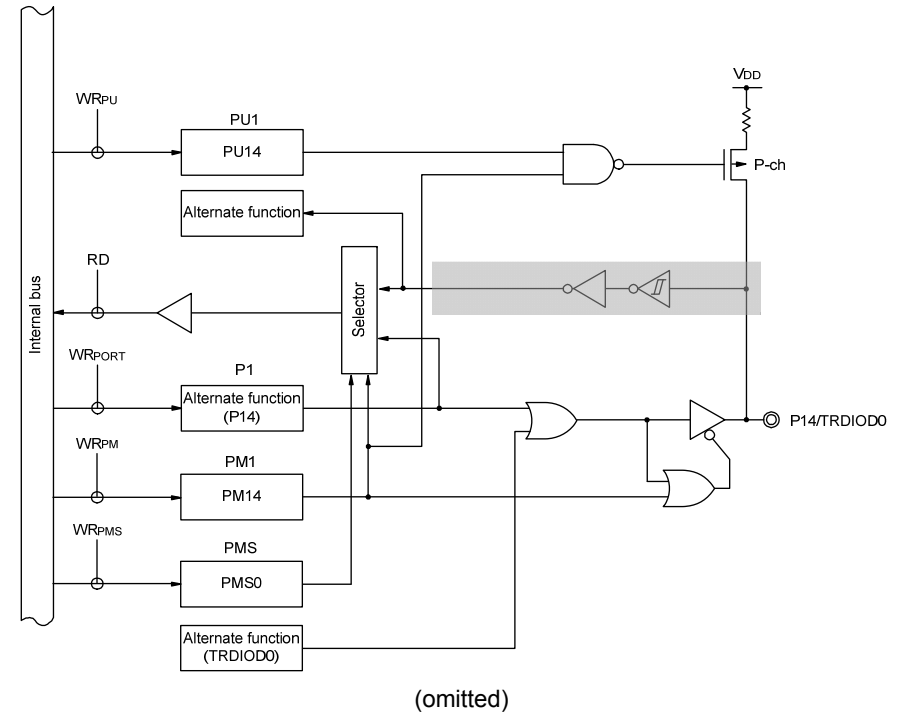 VDD
WRPU
PU1
PU14
P-ch
Alternate function
RD
Selector
Internal bus
WRPORT
P1
Alternate function
(P14)
P14/TRDIOD0
WRPM
PM1
PM14
WRPMS
PMS
PMS0
Alternate function
(TRDIOD0)
(omitted)